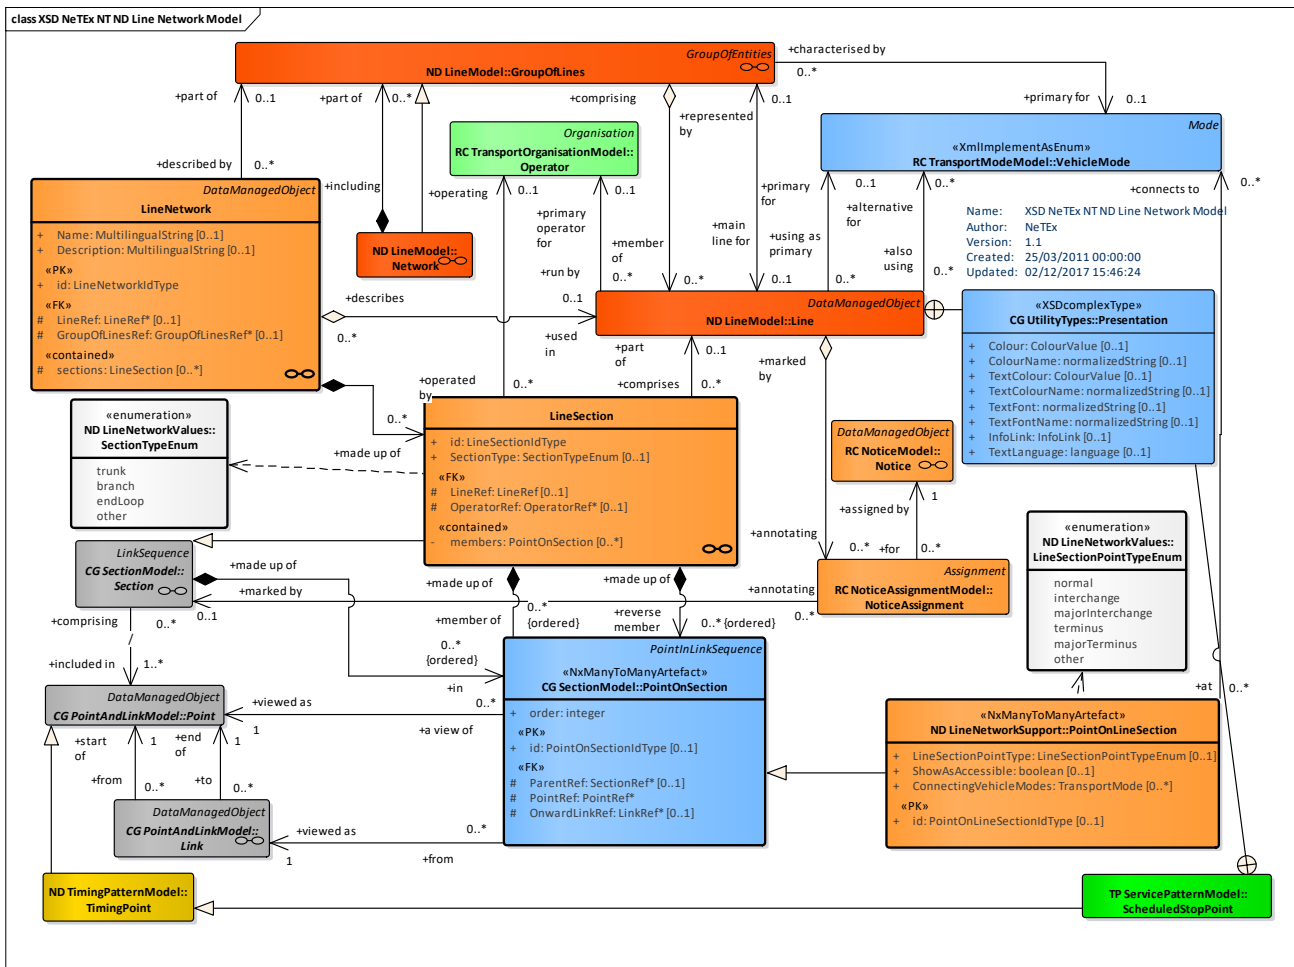 class XSD NeTEx NT ND Line Network Model
GroupOfEntities
ND LineModel::GroupOfLines
+characterised by
0..*
+part of
0..1
+part of
0..*
+comprising
+represented
by
0..1
+primary for
0..1
Organisation
RC TransportOrganisationModel::
Operator
Mode
«XmlImplementAsEnum»
RC TransportModeModel::VehicleMode
+described by
0..*
+including
+operating
0..1
0..1
+primary
for
0..1
+alternative
for
0..*
+connects to
0..*
DataManagedObject
LineNetwork
+ Name: MultilingualString [0..1]
+ Description: MultilingualString [0..1]
«PK»
+ id: LineNetworkIdType
«FK»
# LineRef: LineRef* [0..1]
# GroupOfLinesRef: GroupOfLinesRef* [0..1]
«contained»
# sections: LineSection [0..*]
ND LineModel::
Network
+primary
operator
for
+member
of
+main
line for
+using as
primary
+also
using
Name: XSD NeTEx NT ND Line Network Model
Author: NeTEx
Version: 1.1
Created: 25/03/2011 00:00:00
Updated: 02/12/2017 15:46:24
+run by
0..*
0..*
0..1
0..*
0..*
+describes
0..*
0..1
+used
in
DataManagedObject
ND LineModel::Line
«XSDcomplexType»
CG UtilityTypes::Presentation
+ Colour: ColourValue [0..1]
+ ColourName: normalizedString [0..1]
+ TextColour: ColourValue [0..1]
+ TextColourName: normalizedString [0..1]
+ TextFont: normalizedString [0..1]
+ TextFontName: normalizedString [0..1]
+ InfoLink: InfoLink [0..1]
+ TextLanguage: language [0..1]
+part
of
0..1
+marked
by
+operated
by
0..*
+comprises
0..*
0..*
+made up of
«enumeration»
ND LineNetworkValues::
SectionTypeEnum
trunk
branch
endLoop
other
LineSection
+ id: LineSectionIdType
+ SectionType: SectionTypeEnum [0..1]
«FK»
# LineRef: LineRef [0..1]
# OperatorRef: OperatorRef* [0..1]
«contained»
- members: PointOnSection [0..*]
DataManagedObject
RC NoticeModel::
Notice
1
+assigned by
+annotating
0..*
+for
0..*
«enumeration»
ND LineNetworkValues::
LineSectionPointTypeEnum
normal
interchange
majorInterchange
terminus
majorTerminus
other
LinkSequence
CG SectionModel::
Section
+made up of
+marked by
0..1
+comprising
0..*
+made up of
+made up of
Assignment
RC NoticeAssignmentModel::
NoticeAssignment
+annotating
0..*
+member of
0..*
{ordered}
+reverse
member
0..* {ordered}
0..*
{ordered}
+in
+included in
1..*
PointInLinkSequence
«NxManyToManyArtefact»
CG SectionModel::PointOnSection
+ order: integer
«PK»
+ id: PointOnSectionIdType [0..1]
«FK»
# ParentRef: SectionRef* [0..1]
# PointRef: PointRef*
# OnwardLinkRef: LinkRef* [0..1]
DataManagedObject
CG PointAndLinkModel::Point
+viewed as
1
0..*
+a view of
+at
0..*
«NxManyToManyArtefact»
ND LineNetworkSupport::PointOnLineSection
+ LineSectionPointType: LineSectionPointTypeEnum [0..1]
+ ShowAsAccessible: boolean [0..1]
+ ConnectingVehicleModes: TransportMode [0..*]
«PK»
+ id: PointOnLineSectionIdType [0..1]
+start
of
1
+end
of
1
+from
0..*
+to
0..*
DataManagedObject
CG PointAndLinkModel::
Link
+viewed as
1
0..*
+from
ND TimingPatternModel::
TimingPoint
TP ServicePatternModel::
ScheduledStopPoint